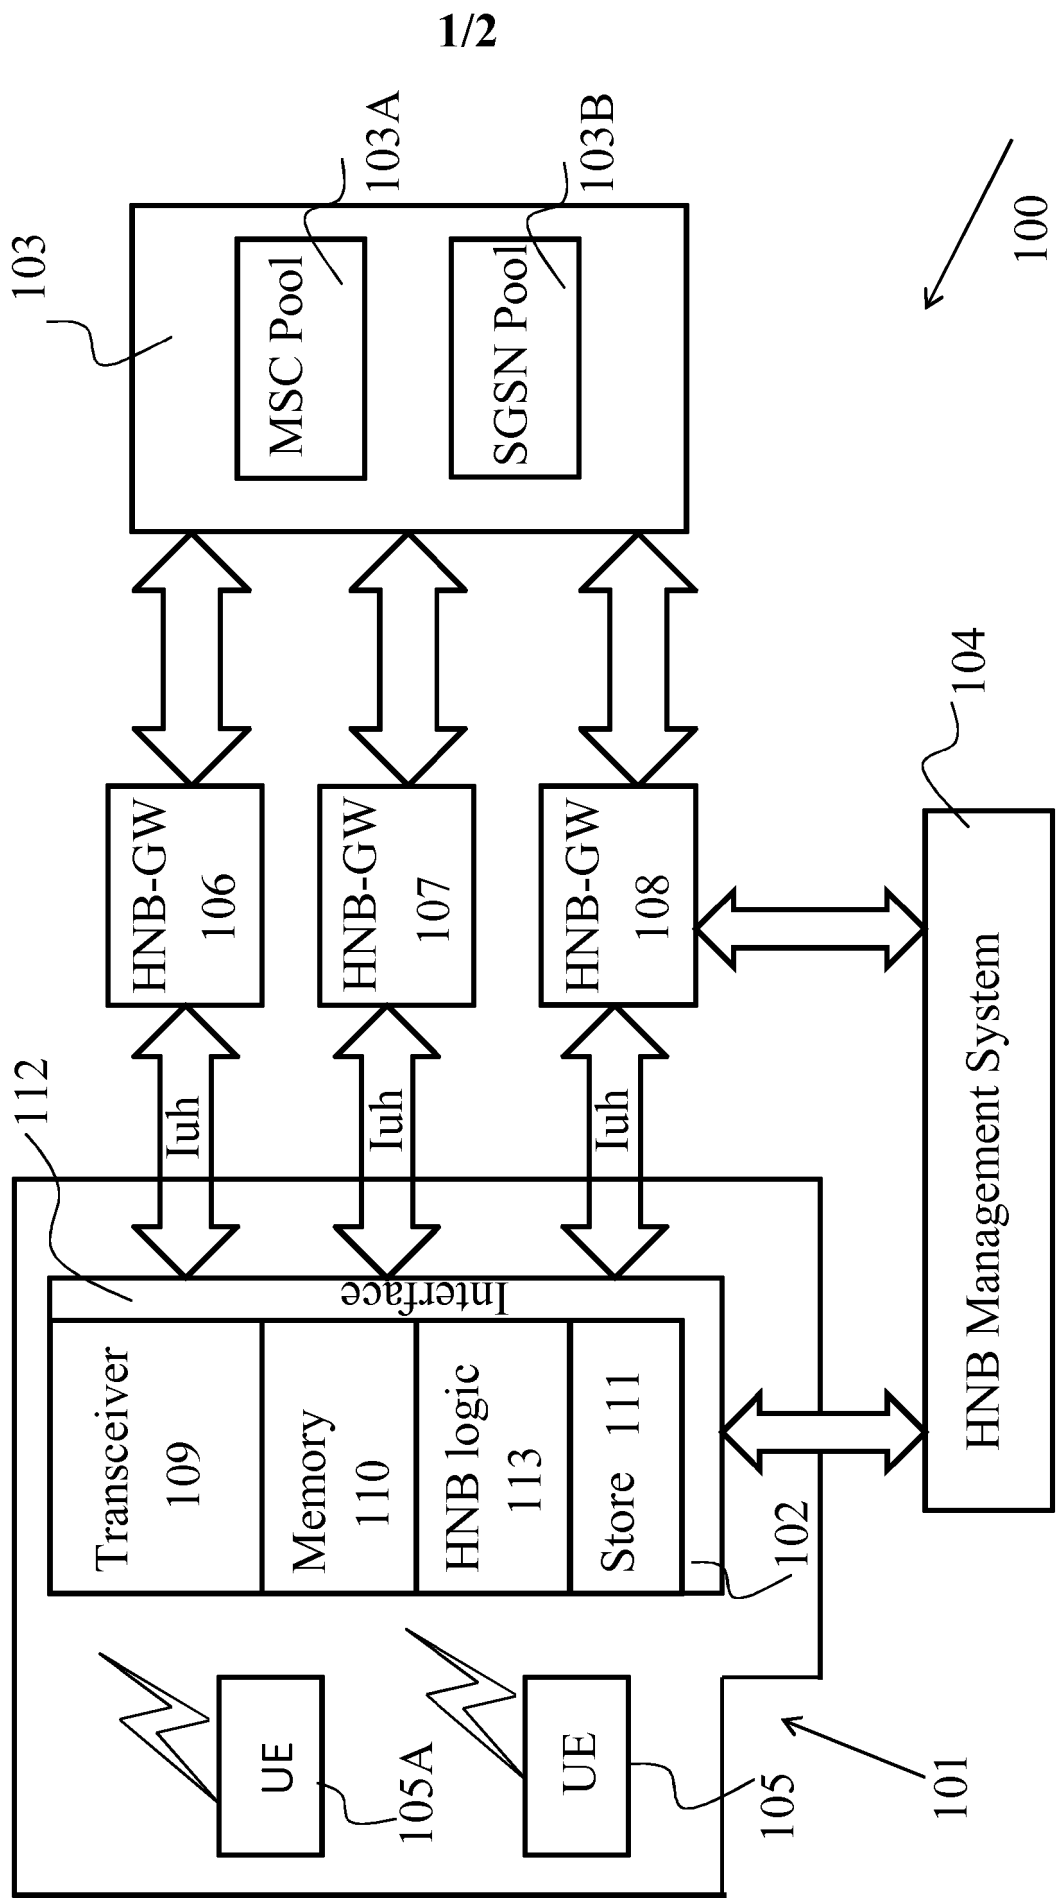 1/2
UE
105A
UE
105
101
Transceiver
109
Memory
110
HNB logic
113
Store 111
102
Interface
112
Iuh
Iuh
Iuh
HNB-GW
106
HNB-GW
107
HNB-GW
108
103
MSC Pool
103A
SGSN Pool
103B
HNB Management System
104
100